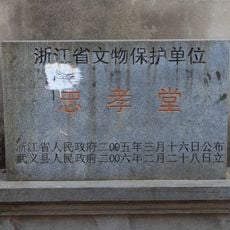 浙江省文物保护单位
忠孝堂
浙江省人民政府二00五年三月十六日公布
武义县人民政府二00六年二月二十八日立